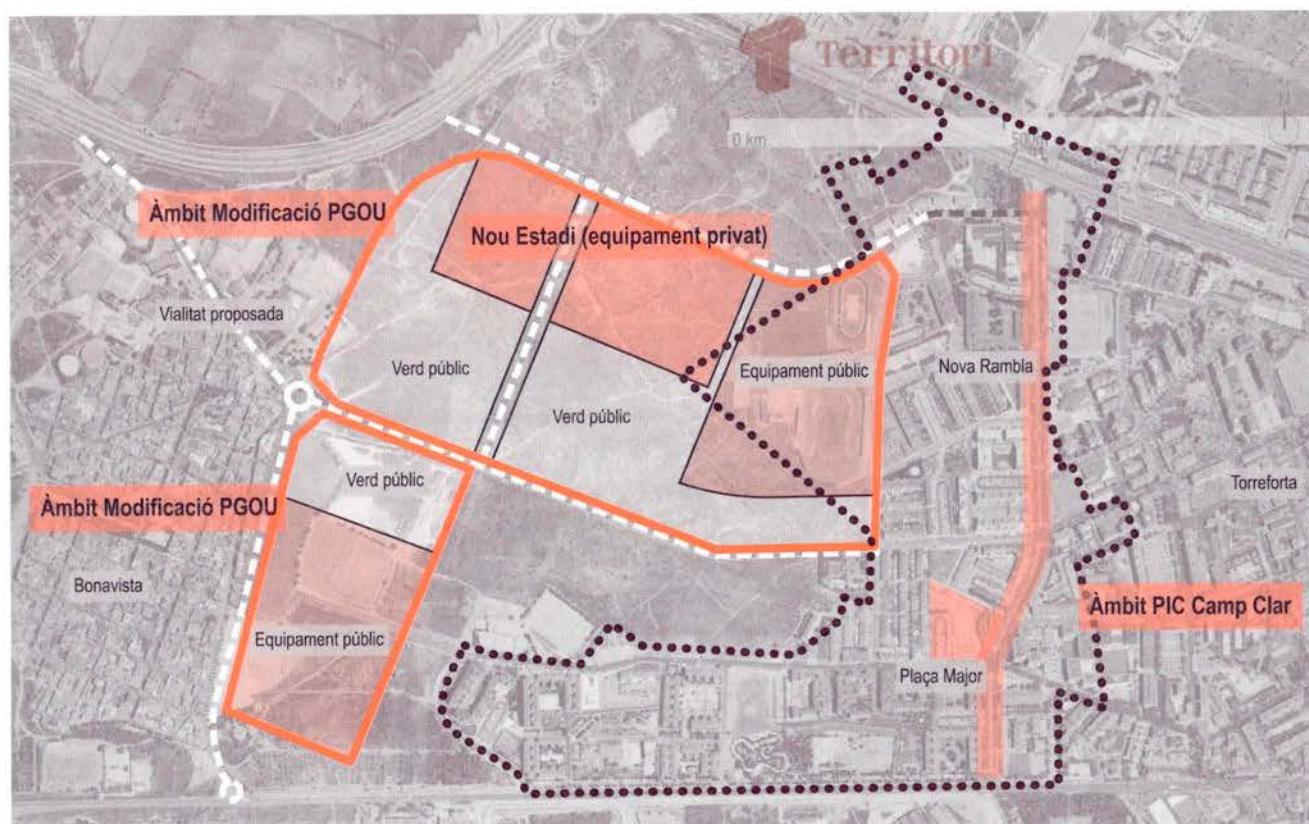 Territori
0 km
500m
Àmbit Modificació PGOU
Nou Estadi (equipament privat)
Vialitat proposada
Verd públic
Equipament públic
Nova Rambla
Verd públic
Verd públic
Àmbit Modificació PGOU
Torreforta
Bonavista
Àmbit PIC Camp Clar
Equipament públic
Plaça Major